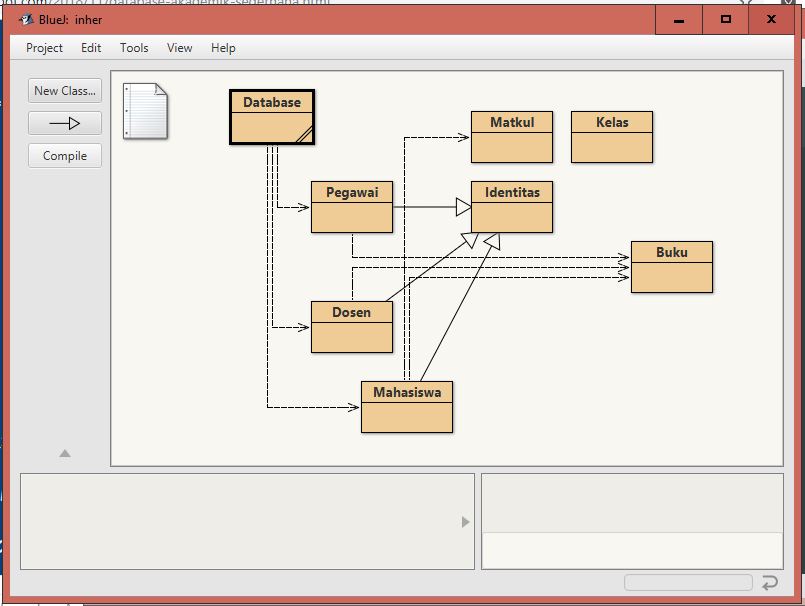 BlueJ: inher
Project Edit Tools View Help
New Class...
Compile
Database
Matkul
Kelas
Pegawai
Identitas
Buku
Dosen
Mahasiswa